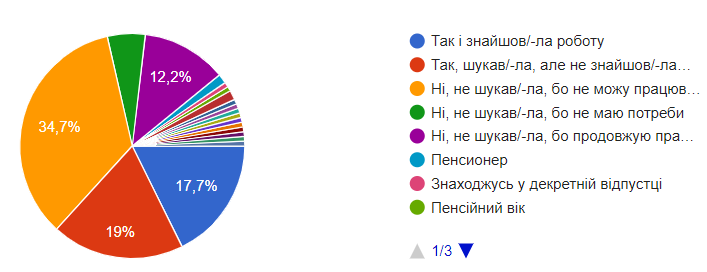 12,2%
34,7%
17,7%
19%
Так і знайшов/-ла роботу
Так, шукав/-ла, але не знайшов/-ла…
Ні, не шукав/-ла, бо не можу працюв…
Ні, не шукав/-ла, бо не маю потреби
Ні, не шукав/-ла, бо продовжую пра…
Пенсионер
Знаходжусь у декретній відпустці
Пенсійний вік
1/3